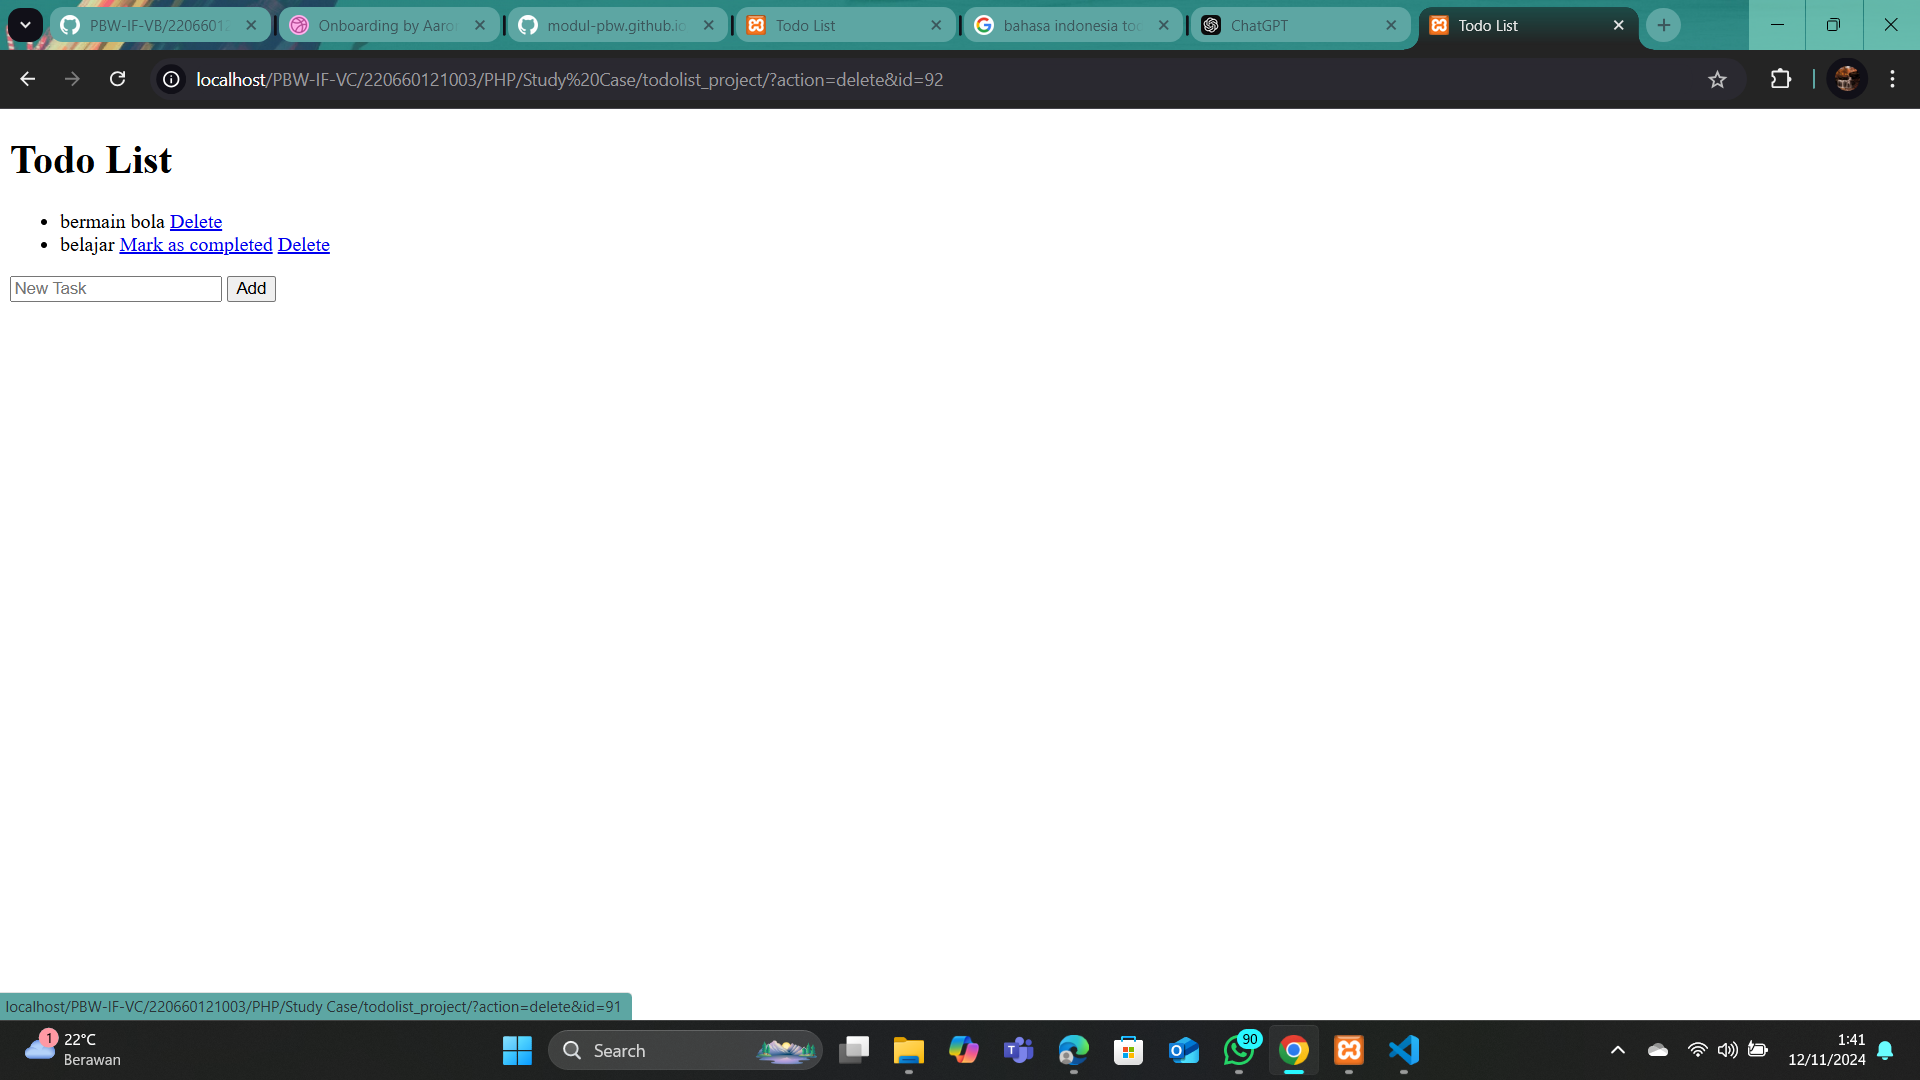 PBW-IF-VB/2206601
Onboarding by Aaro
modul-pbw.github.io
Todo List
bahasa indonesia too
ChatGPT
Todo List
localhost/PBW-IF-VC/220660121003/PHP/Study%20Case/todolist_project/?action=delete&id=92
Todo List
bermain bola Delete
belajar Mark as completed Delete
New Task Add
localhost/PBW-IF-VC/220660121003/PHP/Study Case/todolist_project/?action=delete&id=91
1
22°C
Berawan
Search
90
1:41
12/11/2024